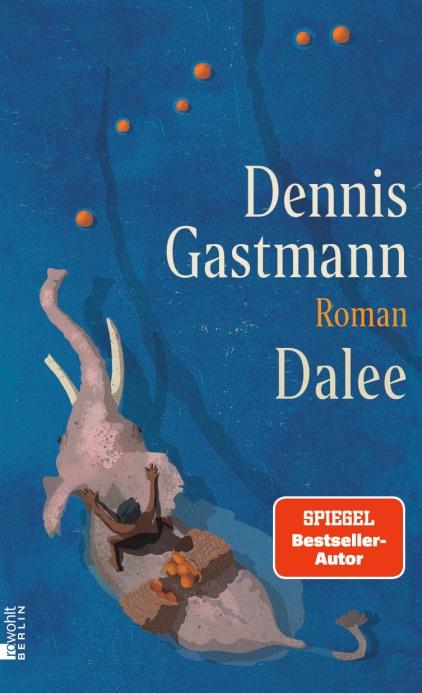 Dennis
Gastmann
Roman
Dalee
SPIEGEL
Bestseller-
Autor
rowohlt
BERLIN